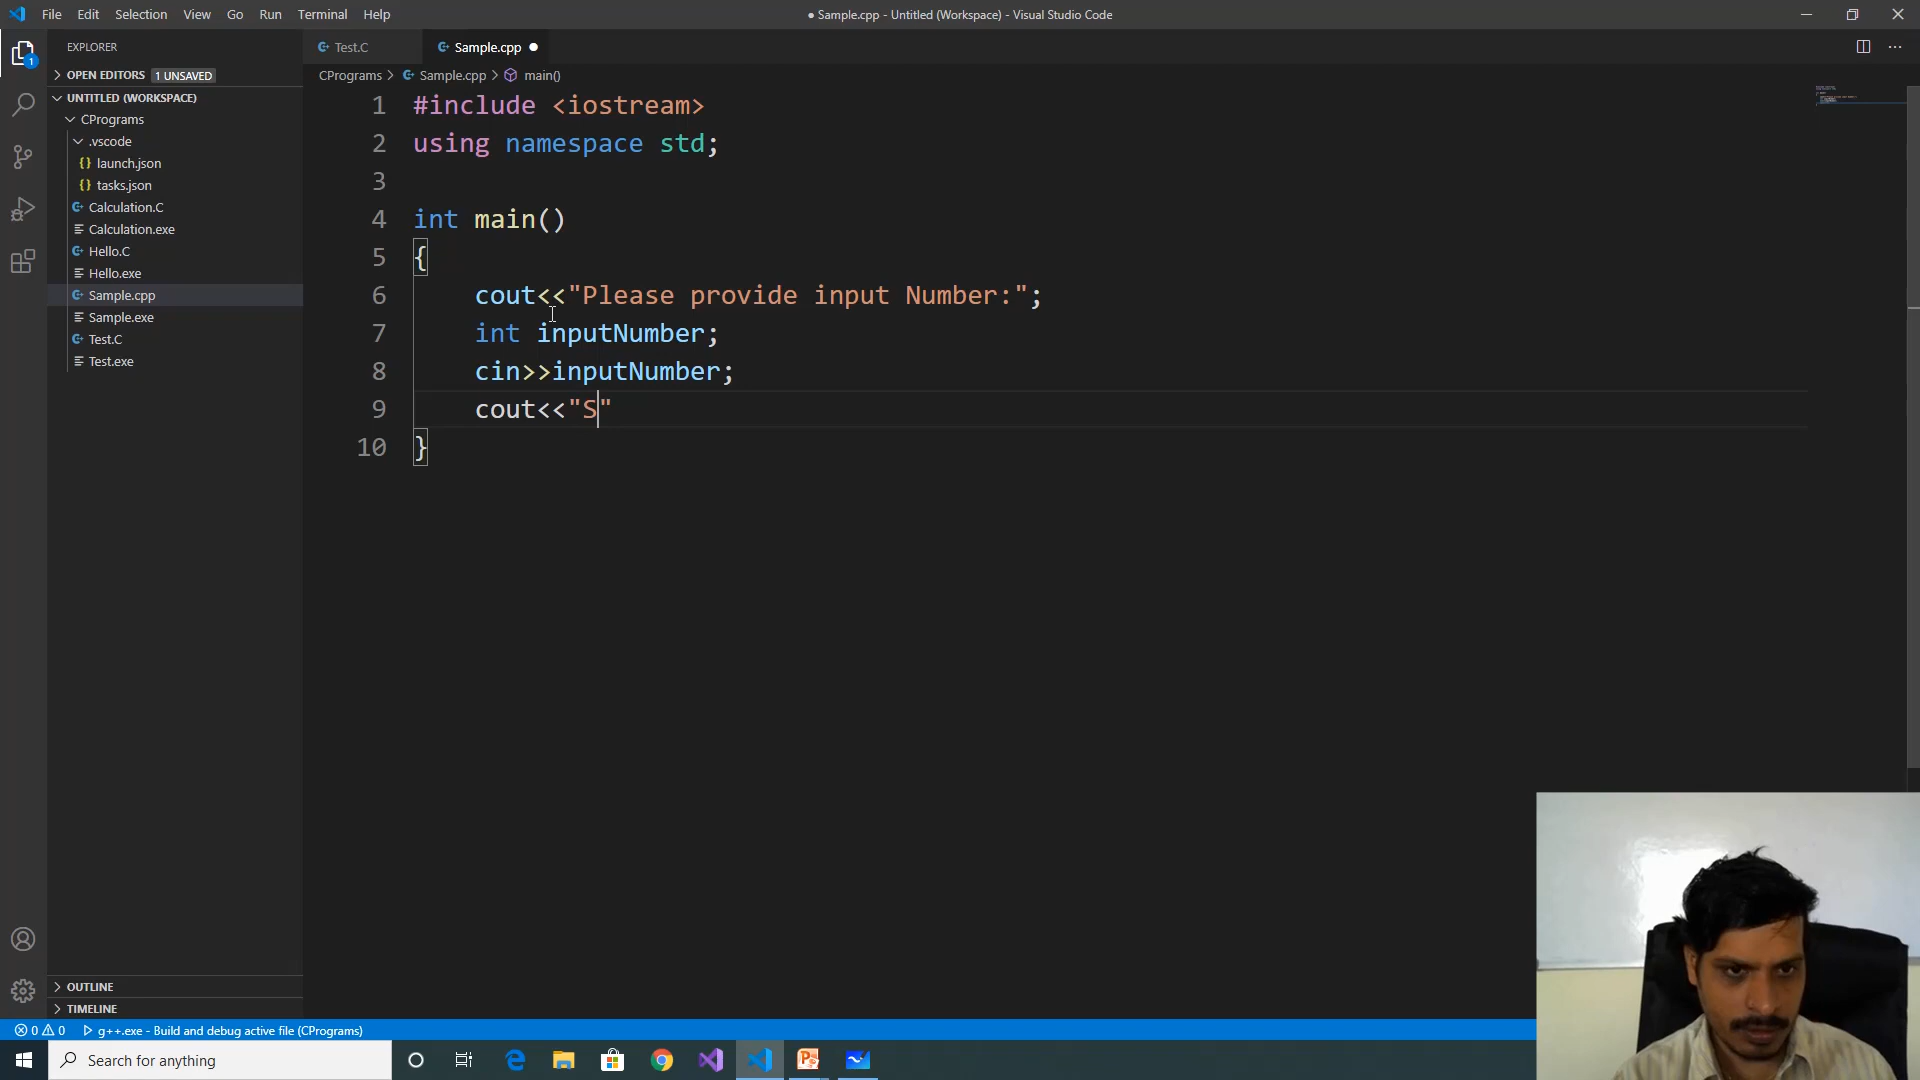 File Edit Selection View Go Run Terminal Help
● Sample.cpp - Untitled (Workspace) - Visual Studio Code
EXPLORER
OPEN EDITORS 1 UNSAVED
UNTITLED (WORKSPACE)
CPrograms
.vscode
launch.json
tasks.json
Calculation.C
Calculation.exe
Hello.C
Hello.exe
Sample.cpp
Sample.exe
Test.C
Test.exe
OUTLINE
TIMELINE
Test.C Sample.cpp ●
CPrograms > Sample.cpp > main()
1 #include <iostream>
2 using namespace std;
3
4 int main()
5 {
6 cout<<"Please provide input Number:";
7 int inputNumber;
8 cin>>inputNumber;
9 cout<<"S"
10 }
0 0 g++.exe - Build and debug active file (CPrograms)
Search for anything